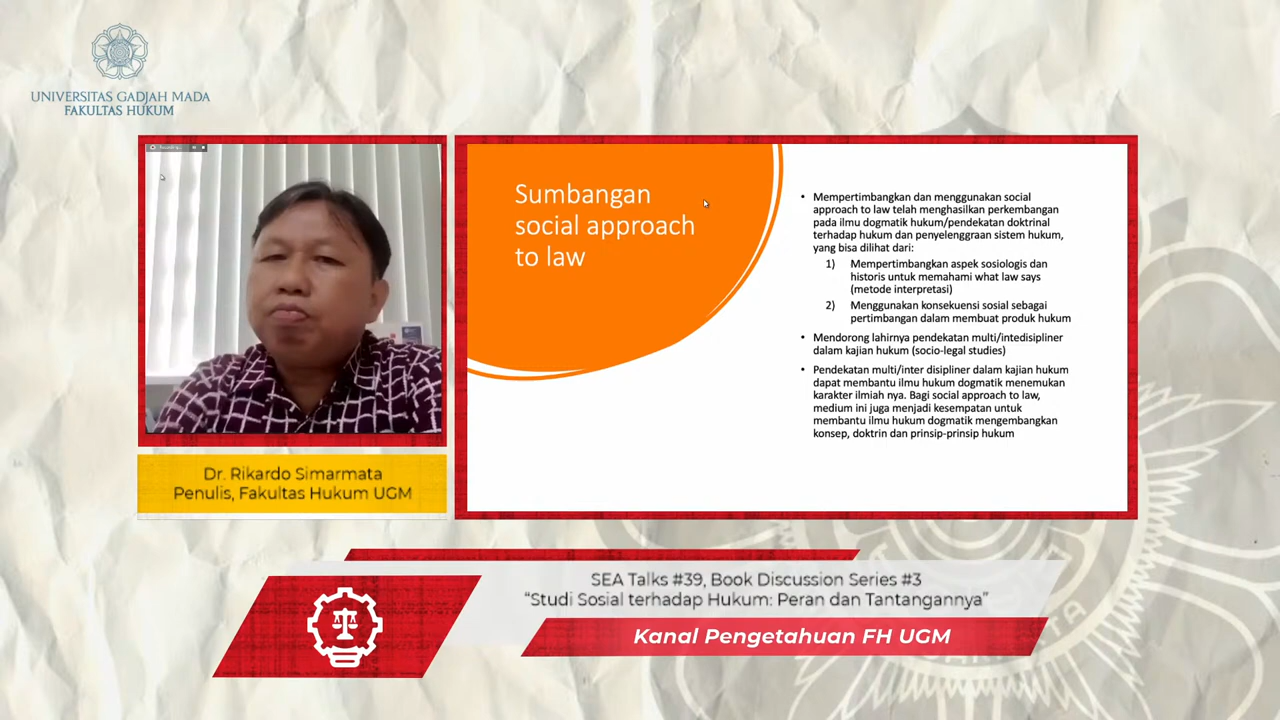 UNIVERSITAS GADJAH MADA
FAKULTAS HUKUM
Sumbangan
social approach
to law
• Mempertimbangkan dan menggunakan social
approach to law telah menghasilkan perkembangan
pada ilmu dogmatik hukum/pendekatan doktrinal
terhadap hukum dan penyelenggraan sistem hukum,
yang bisa dilihat dari:
1) Mempertimbangkan aspek sosiologis dan
historis untuk memahami what law says
(metode interpretasi)
2) Menggunakan konsekuensi sosial sebagai
pertimbangan dalam membuat produk hukum
• Mendorong lahirnya pendekatan multi/intedisipliner
dalam kajian hukum (socio-legal studies)
• Pendekatan multi/inter disipliner dalam kajian hukum
dapat membantu ilmu hukum dogmatik menemukan
karakter ilmiah nya. Bagi social approach to law,
medium ini juga menjadi kesempatan untuk
membantu ilmu hukum dogmatik mengembangkan
konsep, doktrin dan prinsip-prinsip hukum
Dr. Rikardo Simarmata
Penulis, Fakultas Hukum UGM
SEA Talks #39, Book Discussion Series #3
“Studi Sosial terhadap Hukum: Peran dan Tantangannya”
Kanal Pengetahuan FH UGM